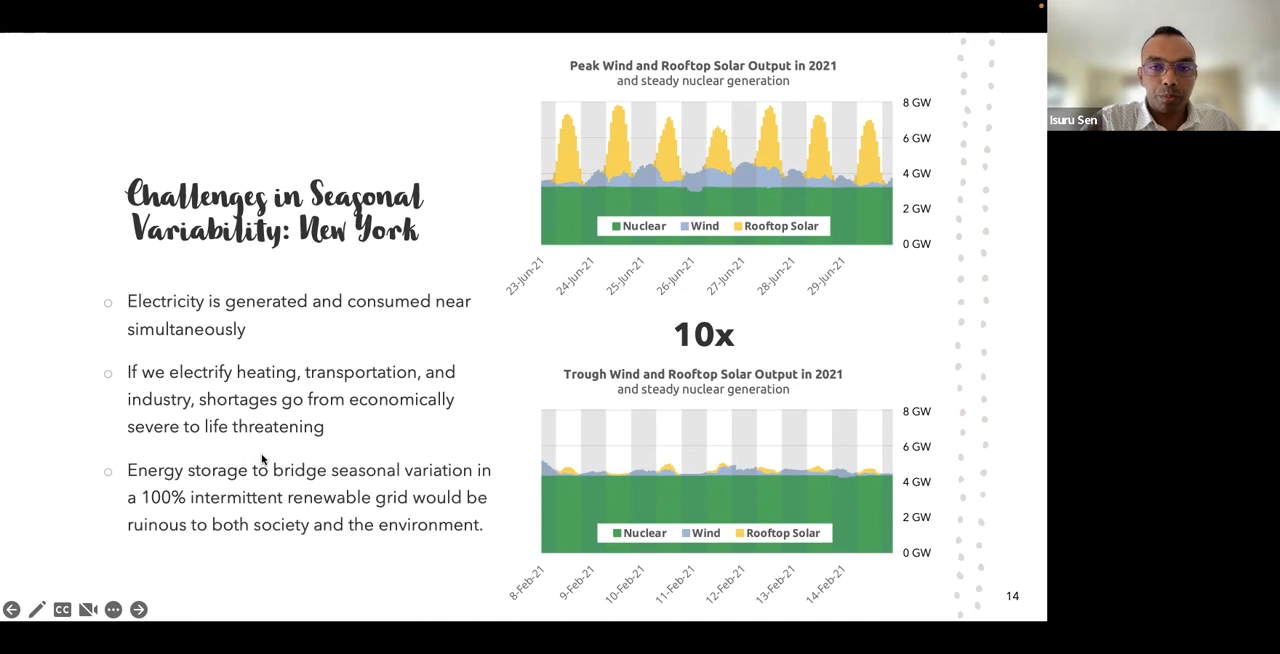 Isuru Sen
Challenges in Seasonal
Variability: New York
○ Electricity is generated and consumed near
simultaneously
○ If we electrify heating, transportation, and
industry, shortages go from economically
severe to life threatening
○ Energy storage to bridge seasonal variation in
a 100% intermittent renewable grid would be
ruinous to both society and the environment.
Peak Wind and Rooftop Solar Output in 2021
and steady nuclear generation
8 GW
6 GW
4 GW
2 GW
0 GW
Nuclear Wind Rooftop Solar
23-Jun-21 24-Jun-21 25-Jun-21 26-Jun-21 27-Jun-21 28-Jun-21 29-Jun-21
10x
Trough Wind and Rooftop Solar Output in 2021
and steady nuclear generation
8 GW
6 GW
4 GW
2 GW
0 GW
Nuclear Wind Rooftop Solar
8-Feb-21 9-Feb-21 10-Feb-21 11-Feb-21 12-Feb-21 13-Feb-21 14-Feb-21
CC
14